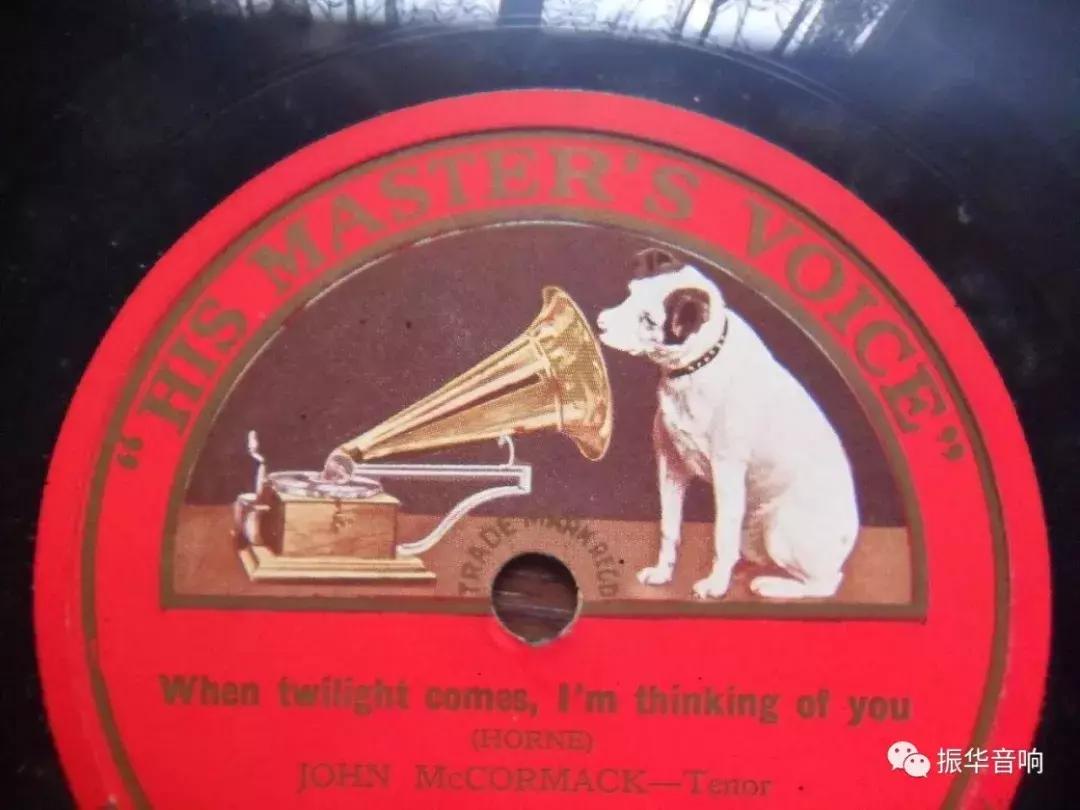 “HIS MASTER'S VOICE”
TRADE MARK REGD
When twilight comes, I'm thinking of you
(HORNE)
JOHN McCORMACK—Tenor
振华音响